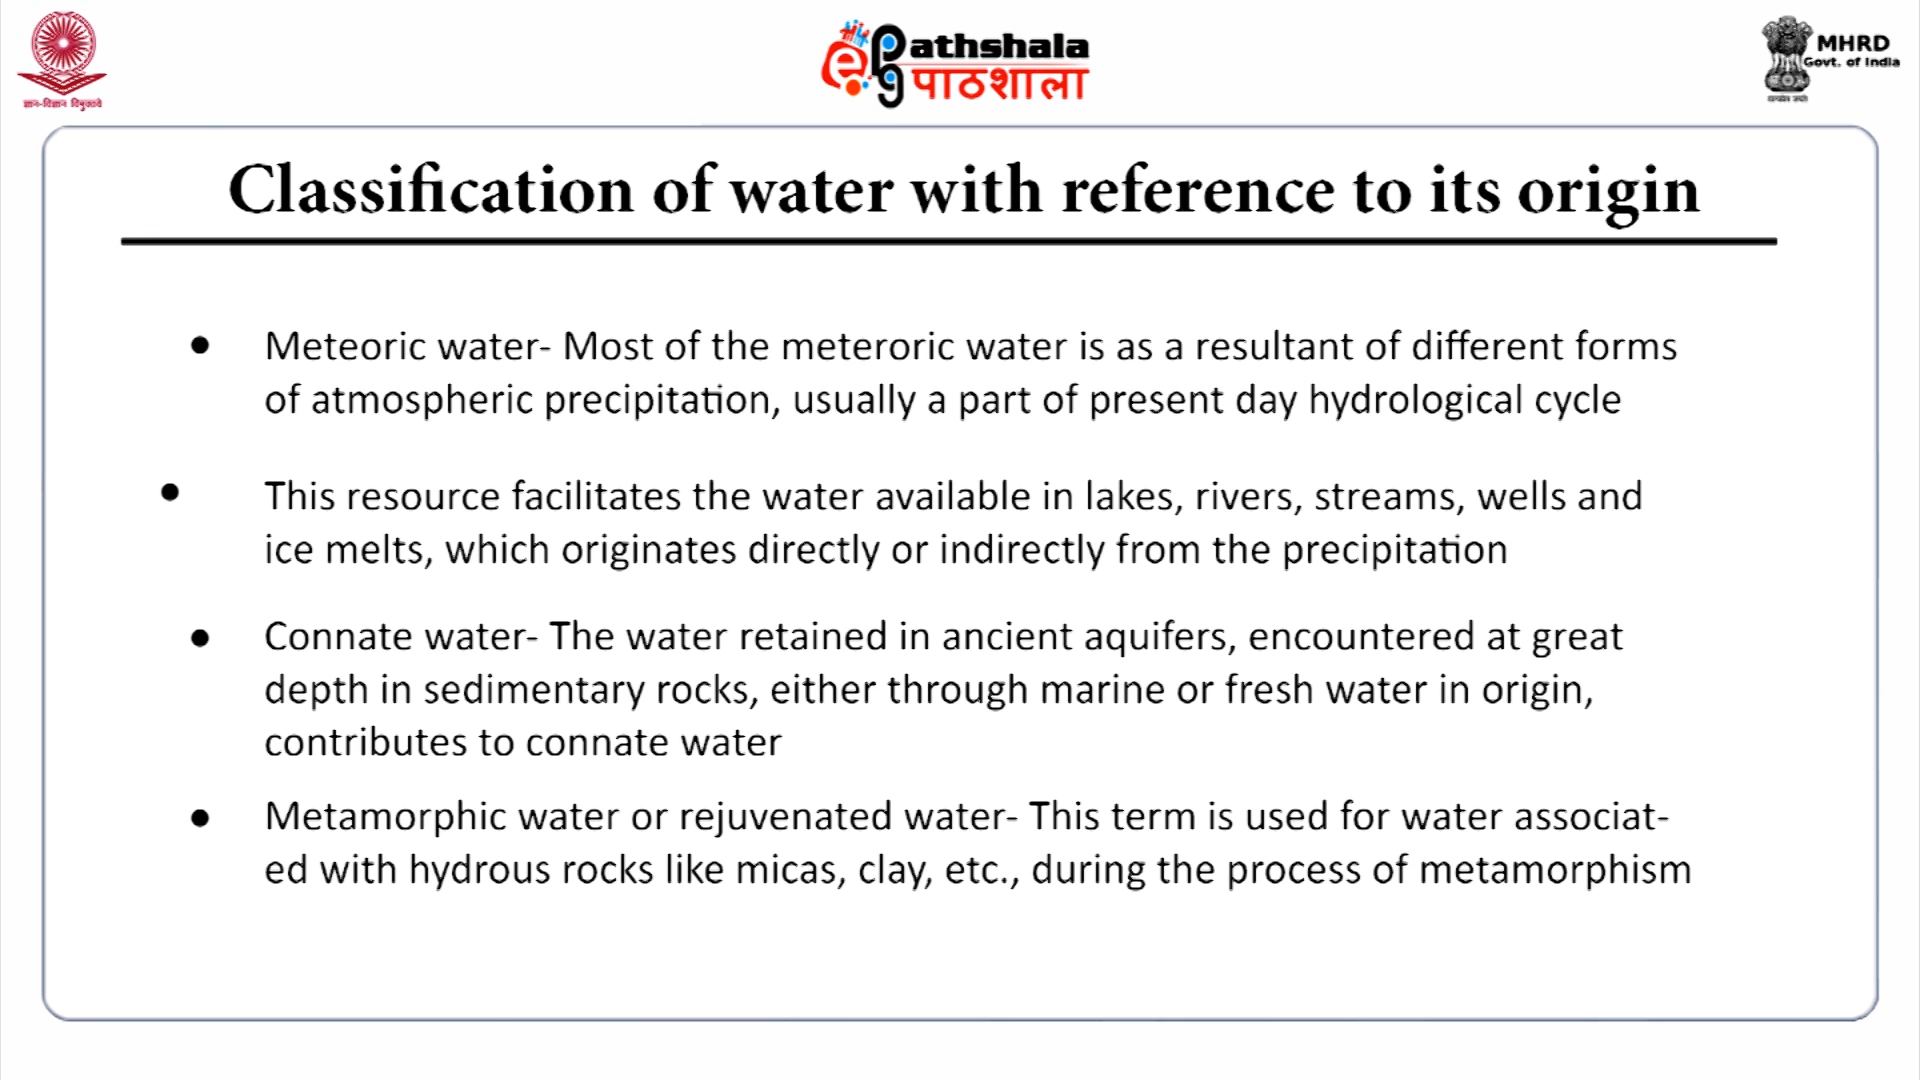 ज्ञान-विज्ञान विमुक्तये
e PG Pathshala
पाठशाला
MHRD
Govt. of India
Classification of water with reference to its origin
• Meteoric water- Most of the meteroric water is as a resultant of different forms
of atmospheric precipitation, usually a part of present day hydrological cycle
• This resource facilitates the water available in lakes, rivers, streams, wells and
ice melts, which originates directly or indirectly from the precipitation
• Connate water- The water retained in ancient aquifers, encountered at great
depth in sedimentary rocks, either through marine or fresh water in origin,
contributes to connate water
• Metamorphic water or rejuvenated water- This term is used for water associat-
ed with hydrous rocks like micas, clay, etc., during the process of metamorphism